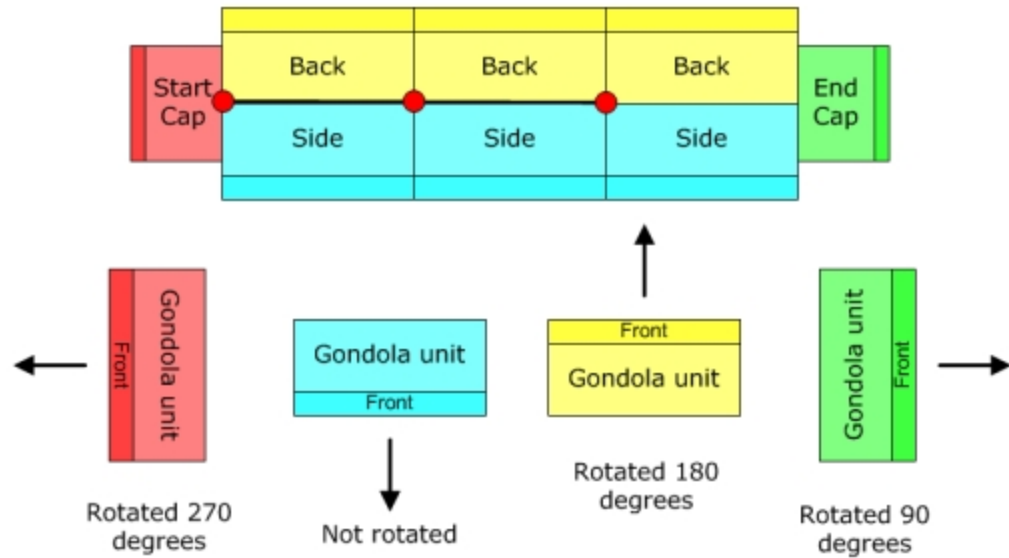 Back
Back
Back
Start
Cap
End
Cap
Side
Side
Side
Front
Gondola unit
Gondola unit
Front
Front
Gondola unit
Gondola unit
Front
Rotated 270
degrees
Not rotated
Rotated 180
degrees
Rotated 90
degrees